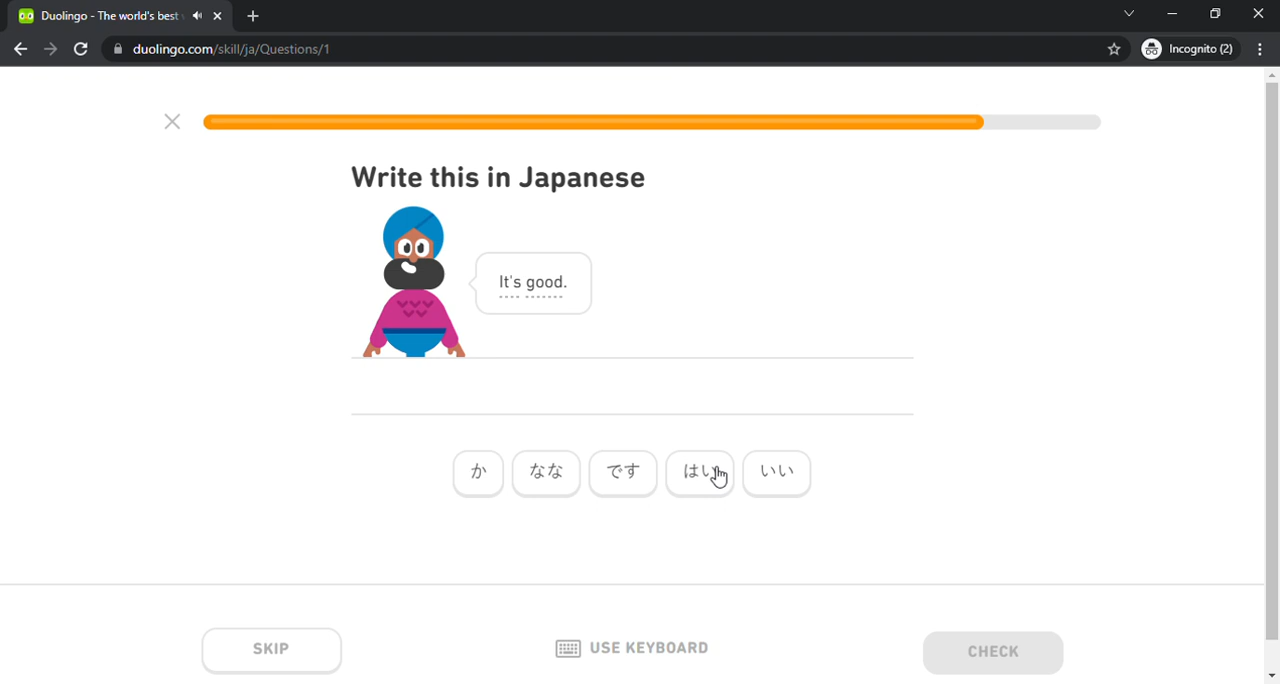 Duolingo - The world's best
duolingo.com/skill/ja/Questions/1
Incognito (2)
Write this in Japanese
It's good.
か なな です はい いい
SKIP
USE KEYBOARD
CHECK